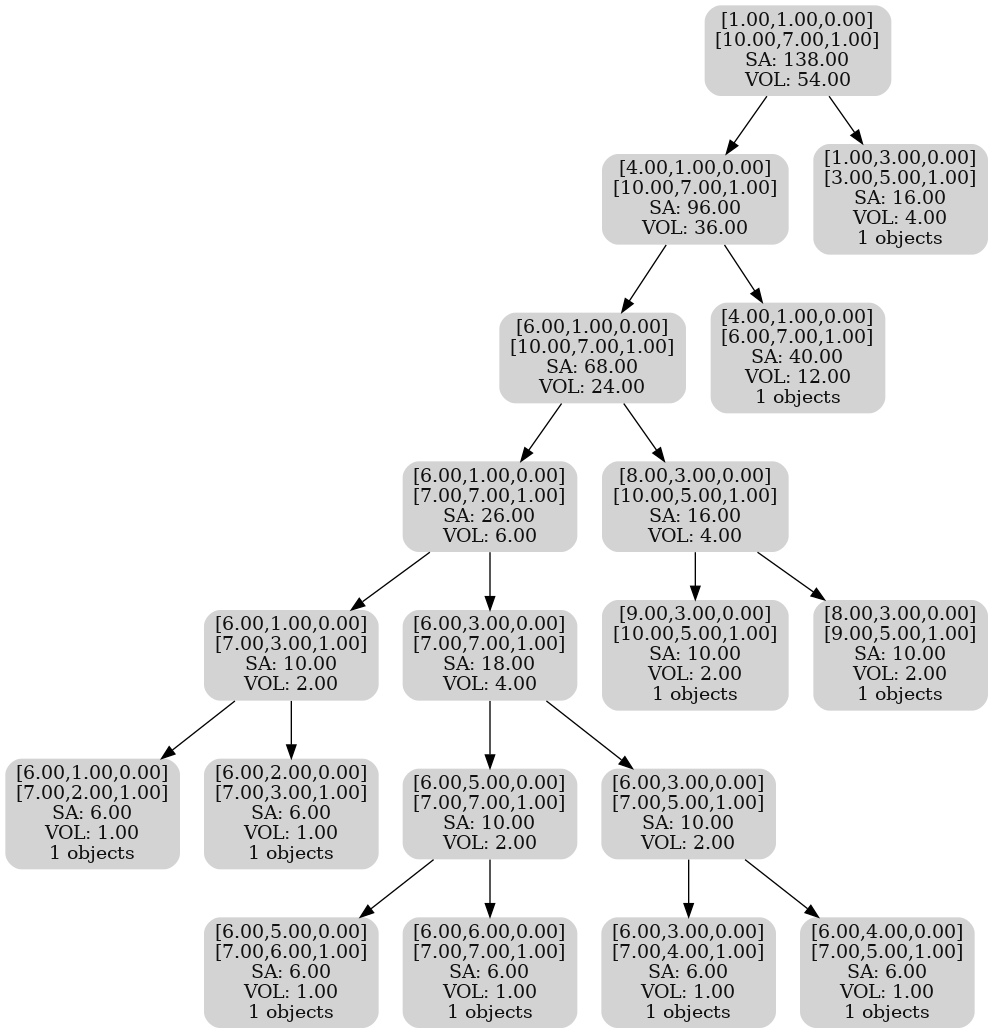 [1.00,1.00,0.00]
[10.00,7.00,1.00]
SA: 138.00
VOL: 54.00
[4.00,1.00,0.00]
[10.00,7.00,1.00]
SA: 96.00
VOL: 36.00
[1.00,3.00,0.00]
[3.00,5.00,1.00]
SA: 16.00
VOL: 4.00
1 objects
[6.00,1.00,0.00]
[10.00,7.00,1.00]
SA: 68.00
VOL: 24.00
[4.00,1.00,0.00]
[6.00,7.00,1.00]
SA: 40.00
VOL: 12.00
1 objects
[6.00,1.00,0.00]
[7.00,7.00,1.00]
SA: 26.00
VOL: 6.00
[8.00,3.00,0.00]
[10.00,5.00,1.00]
SA: 16.00
VOL: 4.00
[6.00,1.00,0.00]
[7.00,3.00,1.00]
SA: 10.00
VOL: 2.00
[6.00,3.00,0.00]
[7.00,7.00,1.00]
SA: 18.00
VOL: 4.00
[9.00,3.00,0.00]
[10.00,5.00,1.00]
SA: 10.00
VOL: 2.00
1 objects
[8.00,3.00,0.00]
[9.00,5.00,1.00]
SA: 10.00
VOL: 2.00
1 objects
[6.00,1.00,0.00]
[7.00,2.00,1.00]
SA: 6.00
VOL: 1.00
1 objects
[6.00,2.00,0.00]
[7.00,3.00,1.00]
SA: 6.00
VOL: 1.00
1 objects
[6.00,5.00,0.00]
[7.00,7.00,1.00]
SA: 10.00
VOL: 2.00
[6.00,3.00,0.00]
[7.00,5.00,1.00]
SA: 10.00
VOL: 2.00
[6.00,5.00,0.00]
[7.00,6.00,1.00]
SA: 6.00
VOL: 1.00
1 objects
[6.00,6.00,0.00]
[7.00,7.00,1.00]
SA: 6.00
VOL: 1.00
1 objects
[6.00,3.00,0.00]
[7.00,4.00,1.00]
SA: 6.00
VOL: 1.00
1 objects
[6.00,4.00,0.00]
[7.00,5.00,1.00]
SA: 6.00
VOL: 1.00
1 objects